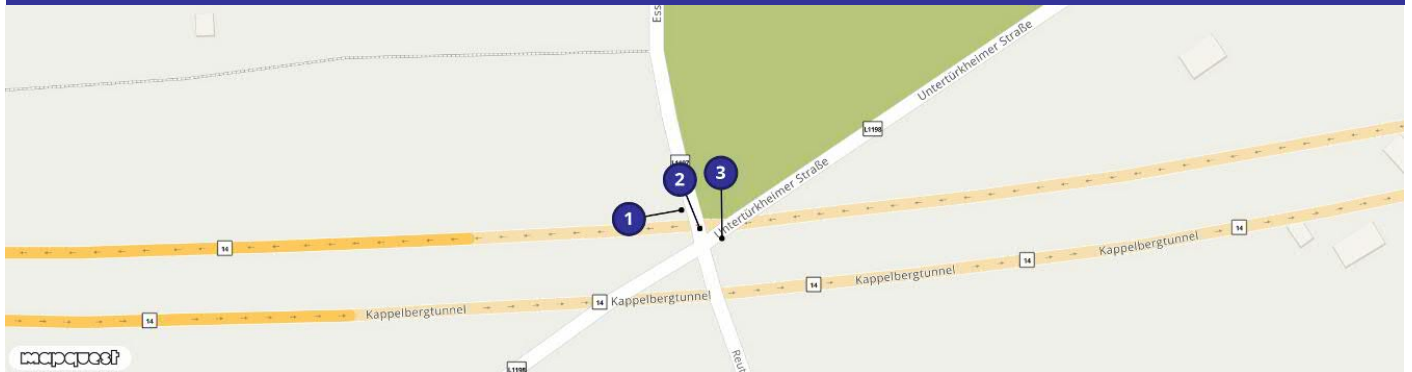 Ess
Untertürkheimer Straße
L1198
1
2
3
Untertürkheimer Straße
14
14
14
Kappelbergtunnel
14
Kappelbergtunnel
14
Kappelbergtunnel
14
Kappelbergtunnel
mapquest
L1198
Reut